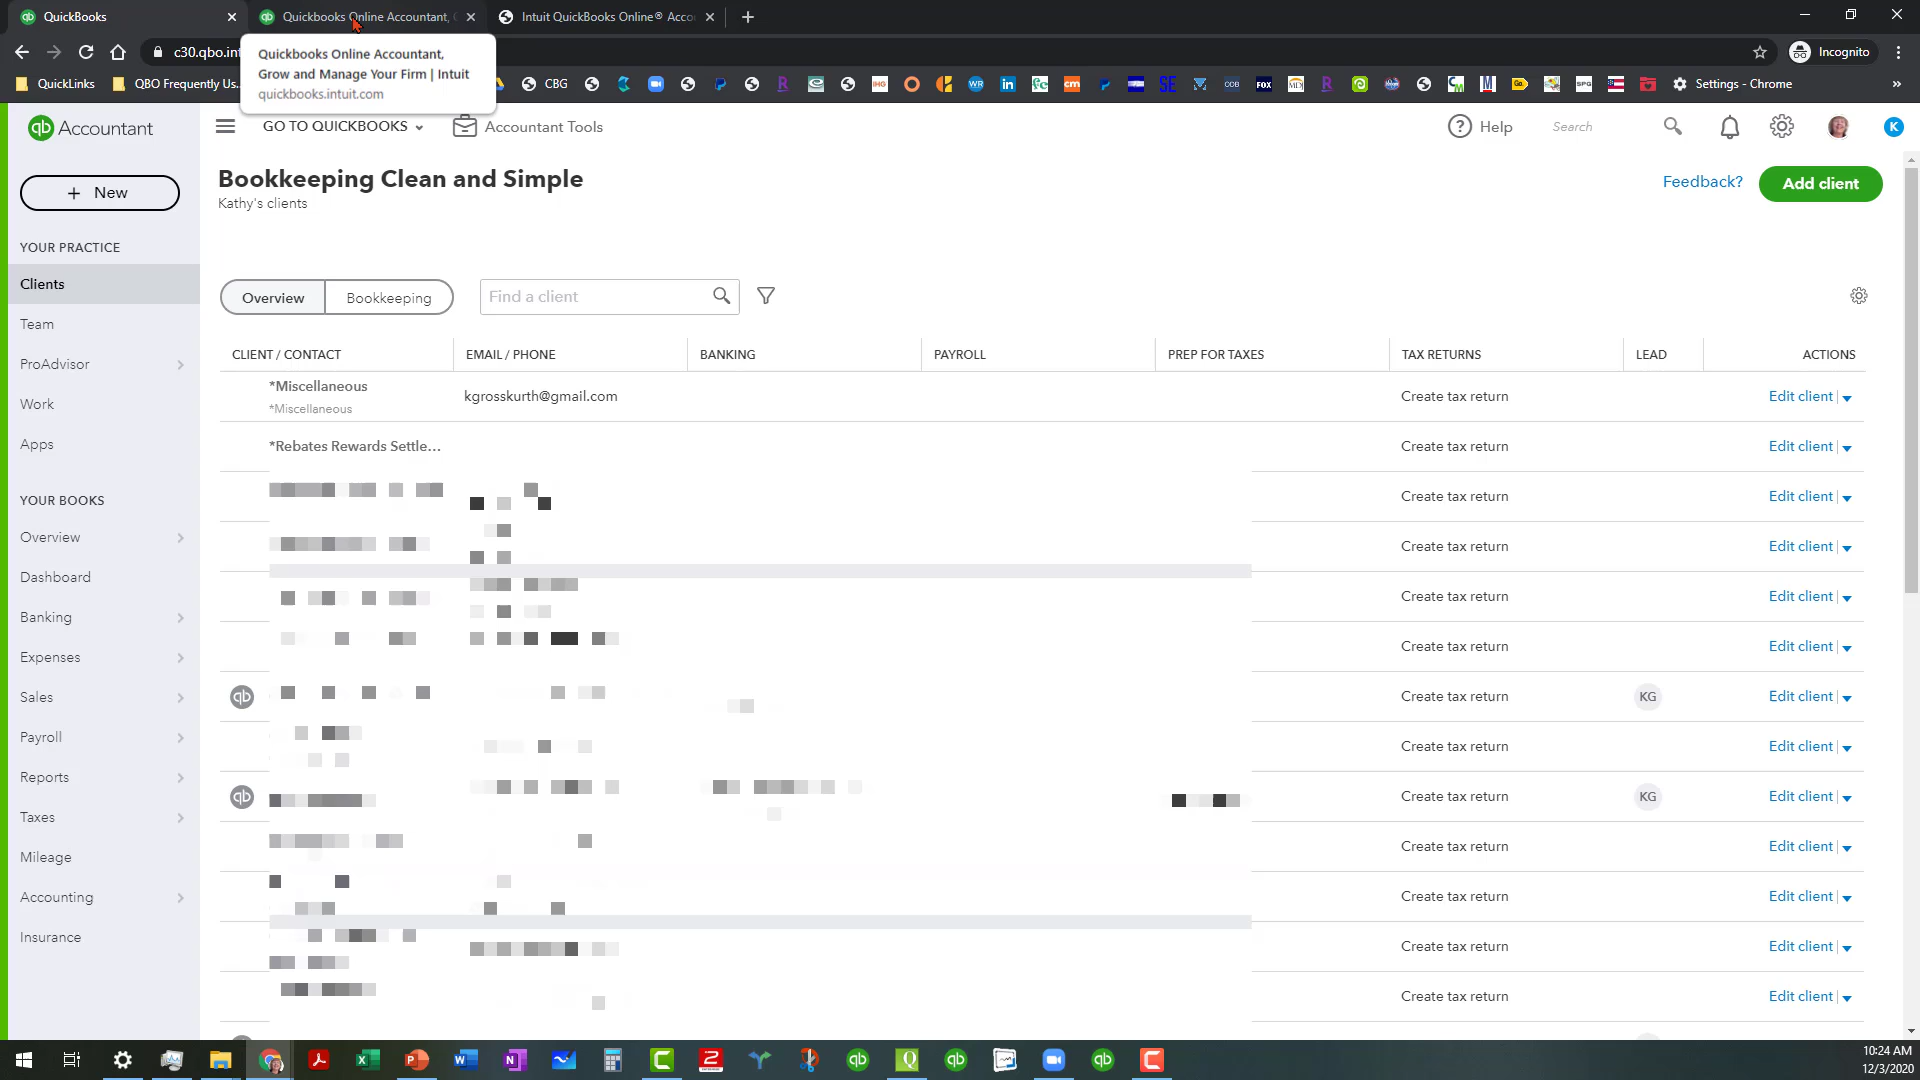 QuickBooks
Quickbooks Online Accountant,
Intuit QuickBooks Online® Acco
c30.qbo.int
Incognito
Quickbooks Online Accountant,
Grow and Manage Your Firm | Intuit
quickbooks.intuit.com
QuickLinks
QBO Frequently Us
CBG
Settings - Chrome
qb Accountant
GO TO QUICKBOOKS
Accountant Tools
Help
Search
K
+ New
Bookkeeping Clean and Simple
Kathy's clients
Feedback?
Add client
YOUR PRACTICE
Clients
Team
ProAdvisor
Work
Apps
YOUR BOOKS
Overview
Dashboard
Banking
Expenses
Sales
Payroll
Reports
Taxes
Mileage
Accounting
Insurance
Overview
Bookkeeping
Find a client
CLIENT / CONTACT EMAIL / PHONE BANKING PAYROLL PREP FOR TAXES TAX RETURNS LEAD ACTIONS
*Miscellaneous
*Miscellaneous
kgrosskurth@gmail.com
Create tax return Edit client
*Rebates Rewards Settle...
Create tax return Edit client
Create tax return Edit client
Create tax return Edit client
Create tax return Edit client
Create tax return Edit client
qb Create tax return KG Edit client
Create tax return Edit client
qb Create tax return KG Edit client
Create tax return Edit client
Create tax return Edit client
Create tax return Edit client
Create tax return Edit client
10:24 AM
12/3/2020